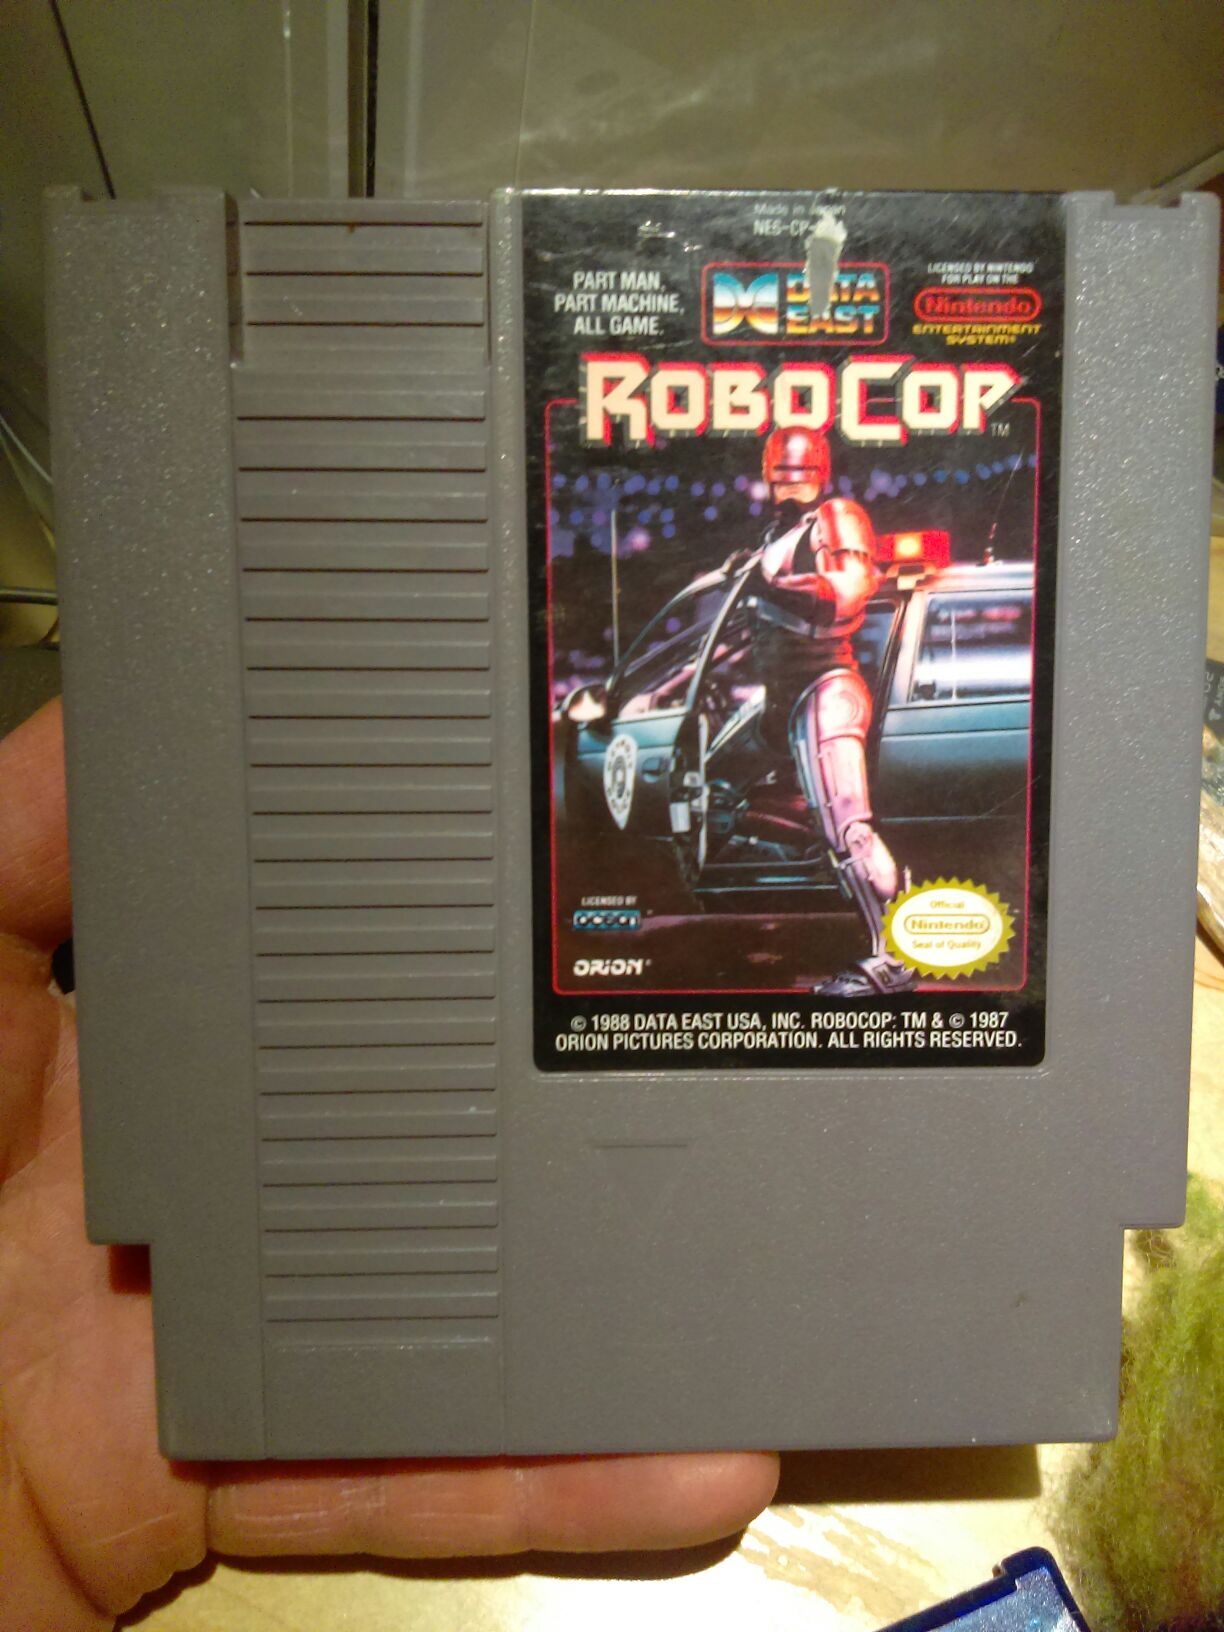 Made in Japan
NES-CP-
PART MAN,
PART MACHINE,
ALL GAME.
DATA
EAST
LICENSED BY NINTENDO
FOR PLAY ON THE
Nintendo
ENTERTAINMENT
SYSTEM®
ROBOCOP
TM
LICENSED BY
ocean
ORION®
Official
Nintendo
Seal of Quality
© 1988 DATA EAST USA, INC. ROBOCOP: TM & © 1987
ORION PICTURES CORPORATION. ALL RIGHTS RESERVED.